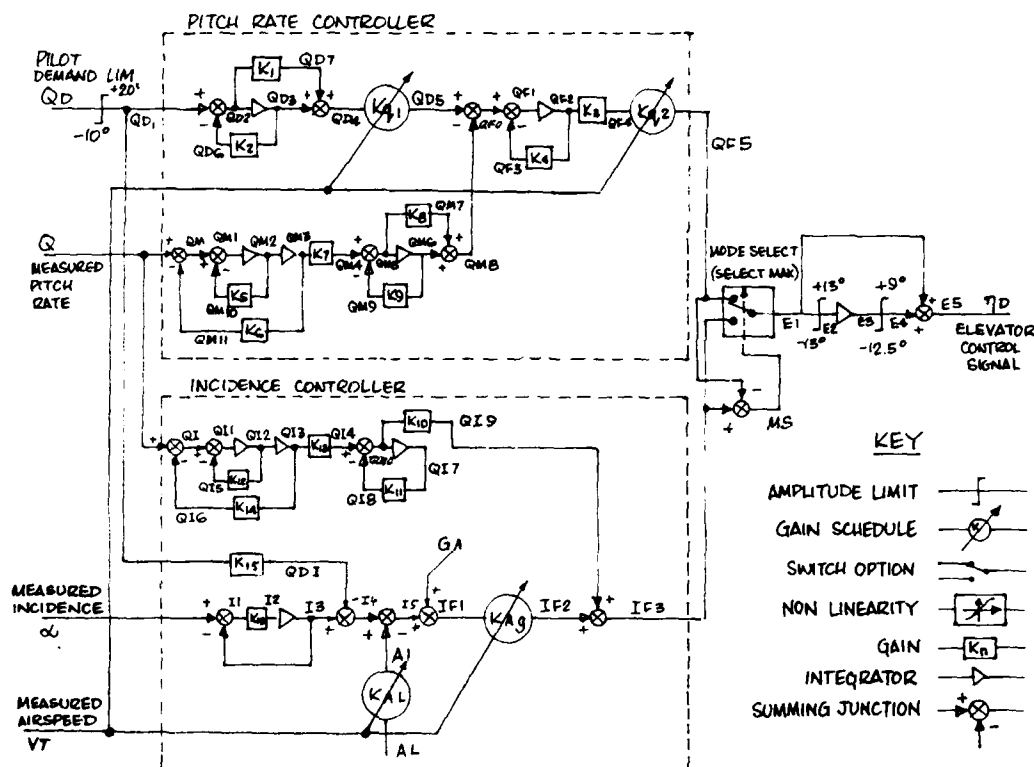 PITCH RATE CONTROLLER
PILOT
DEMAND LIM
QD
+20°
-10°
QD1
K1
QD7
QD2
QD3
K2
QD6
QD4
Kq1
QD5
QF0
QF1
QF2
K3
QF4
Kq2
K4
QF3
QF5
Q
MEASURED
PITCH
RATE
QM
QM1
QM2
QM3
K7
QM4
K8
QM7
QM5
QM6
QM8
K5
QM10
K6
QM11
K9
QM9
MODE SELECT
(SELECT MAX)
+13°
-13°
+9°
-12.5°
E1
E2
E3
E4
E5
ηD
ELEVATOR
CONTROL
SIGNAL
MS
INCIDENCE CONTROLLER
K10
QI9
QI
QI1
QI2
QI3
K13
QI4
QI7
QI5
K12
QI8
K11
QI6
K14
K15
QDI
GA
MEASURED
INCIDENCE
α
I1
I2
I3
I4
I5
IF1
KAg
IF2
IF3
A1
KAL
AL
MEASURED
AIRSPEED
VT
KEY
AMPLITUDE LIMIT
GAIN SCHEDULE
K
SWITCH OPTION
NON LINEARITY
GAIN
Kn
INTEGRATOR
SUMMING JUNCTION
+
-